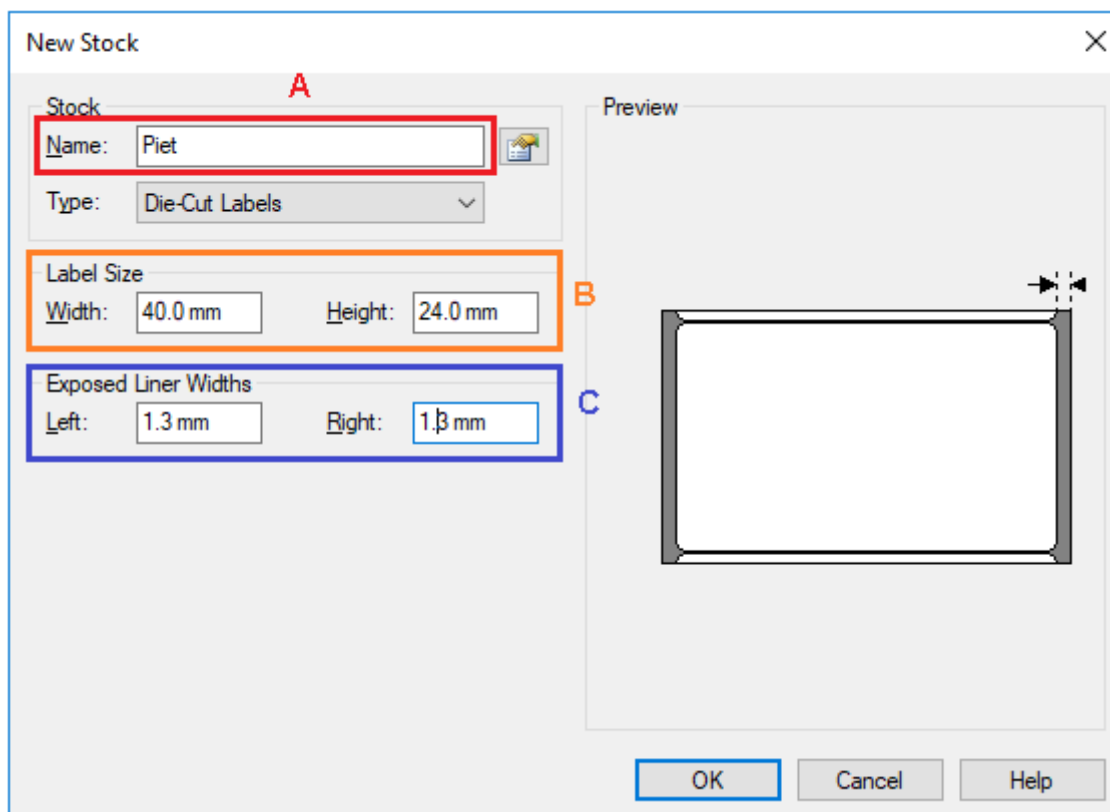 New Stock
A
Stock
Name: Piet
Type: Die-Cut Labels
Label Size
Width: 40.0 mm Height: 24.0 mm
B
Exposed Liner Widths
Left: 1.3 mm Right: 1.3 mm
C
Preview
OK Cancel Help